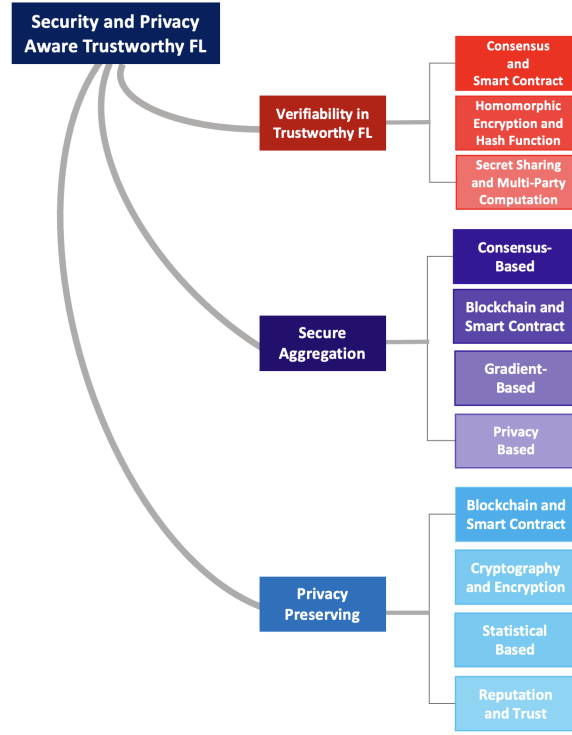 Security and Privacy
Aware Trustworthy FL
Verifiability in
Trustworthy FL
Consensus
and
Smart Contract
Homomorphic
Encryption and
Hash Function
Secret Sharing
and Multi-Party
Computation
Secure
Aggregation
Consensus-
Based
Blockchain and
Smart Contract
Gradient-
Based
Privacy
Based
Privacy
Preserving
Blockchain and
Smart Contract
Cryptography
and Encryption
Statistical
Based
Reputation
and Trust